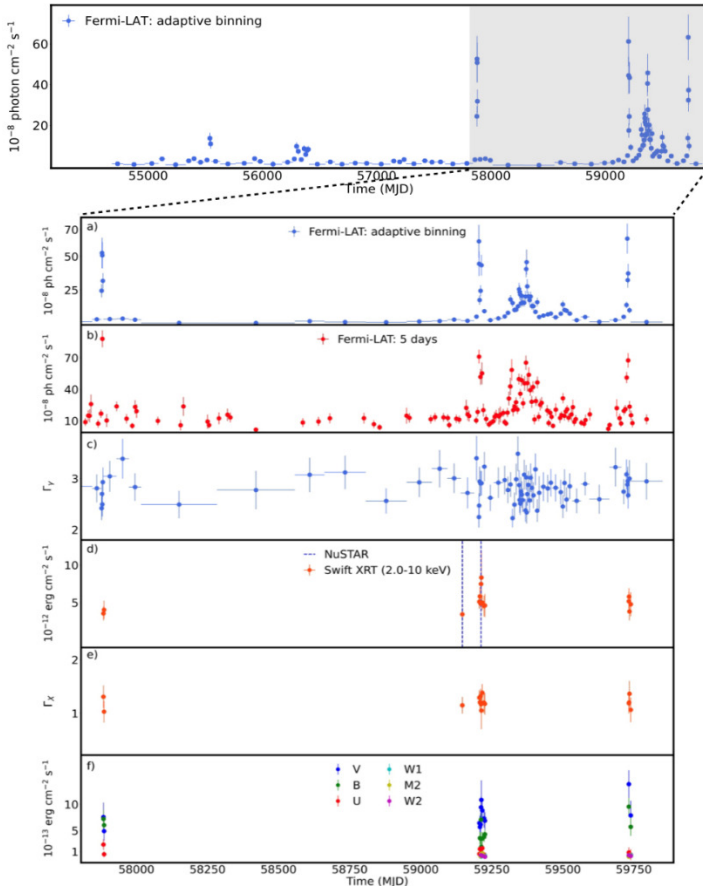 Fermi-LAT: adaptive binning
10⁻⁸ photon cm⁻² s⁻¹
60
40
20
55000 56000 57000 58000 59000
Time (MJD)
a)
Fermi-LAT: adaptive binning
10⁻⁸ ph cm⁻² s⁻¹
70
50
25
b)
Fermi-LAT: 5 days
10⁻⁸ ph cm⁻² s⁻¹
70
40
10
c)
Γγ
3
2
d)
NuSTAR
Swift XRT (2.0-10 keV)
10⁻¹² erg cm⁻² s⁻¹
10
5
e)
Γχ
2
1
f)
V W1
B M2
U W2
10⁻¹³ erg cm⁻² s⁻¹
10
5
1
58000 58250 58500 58750 59000 59250 59500 59750
Time (MJD)